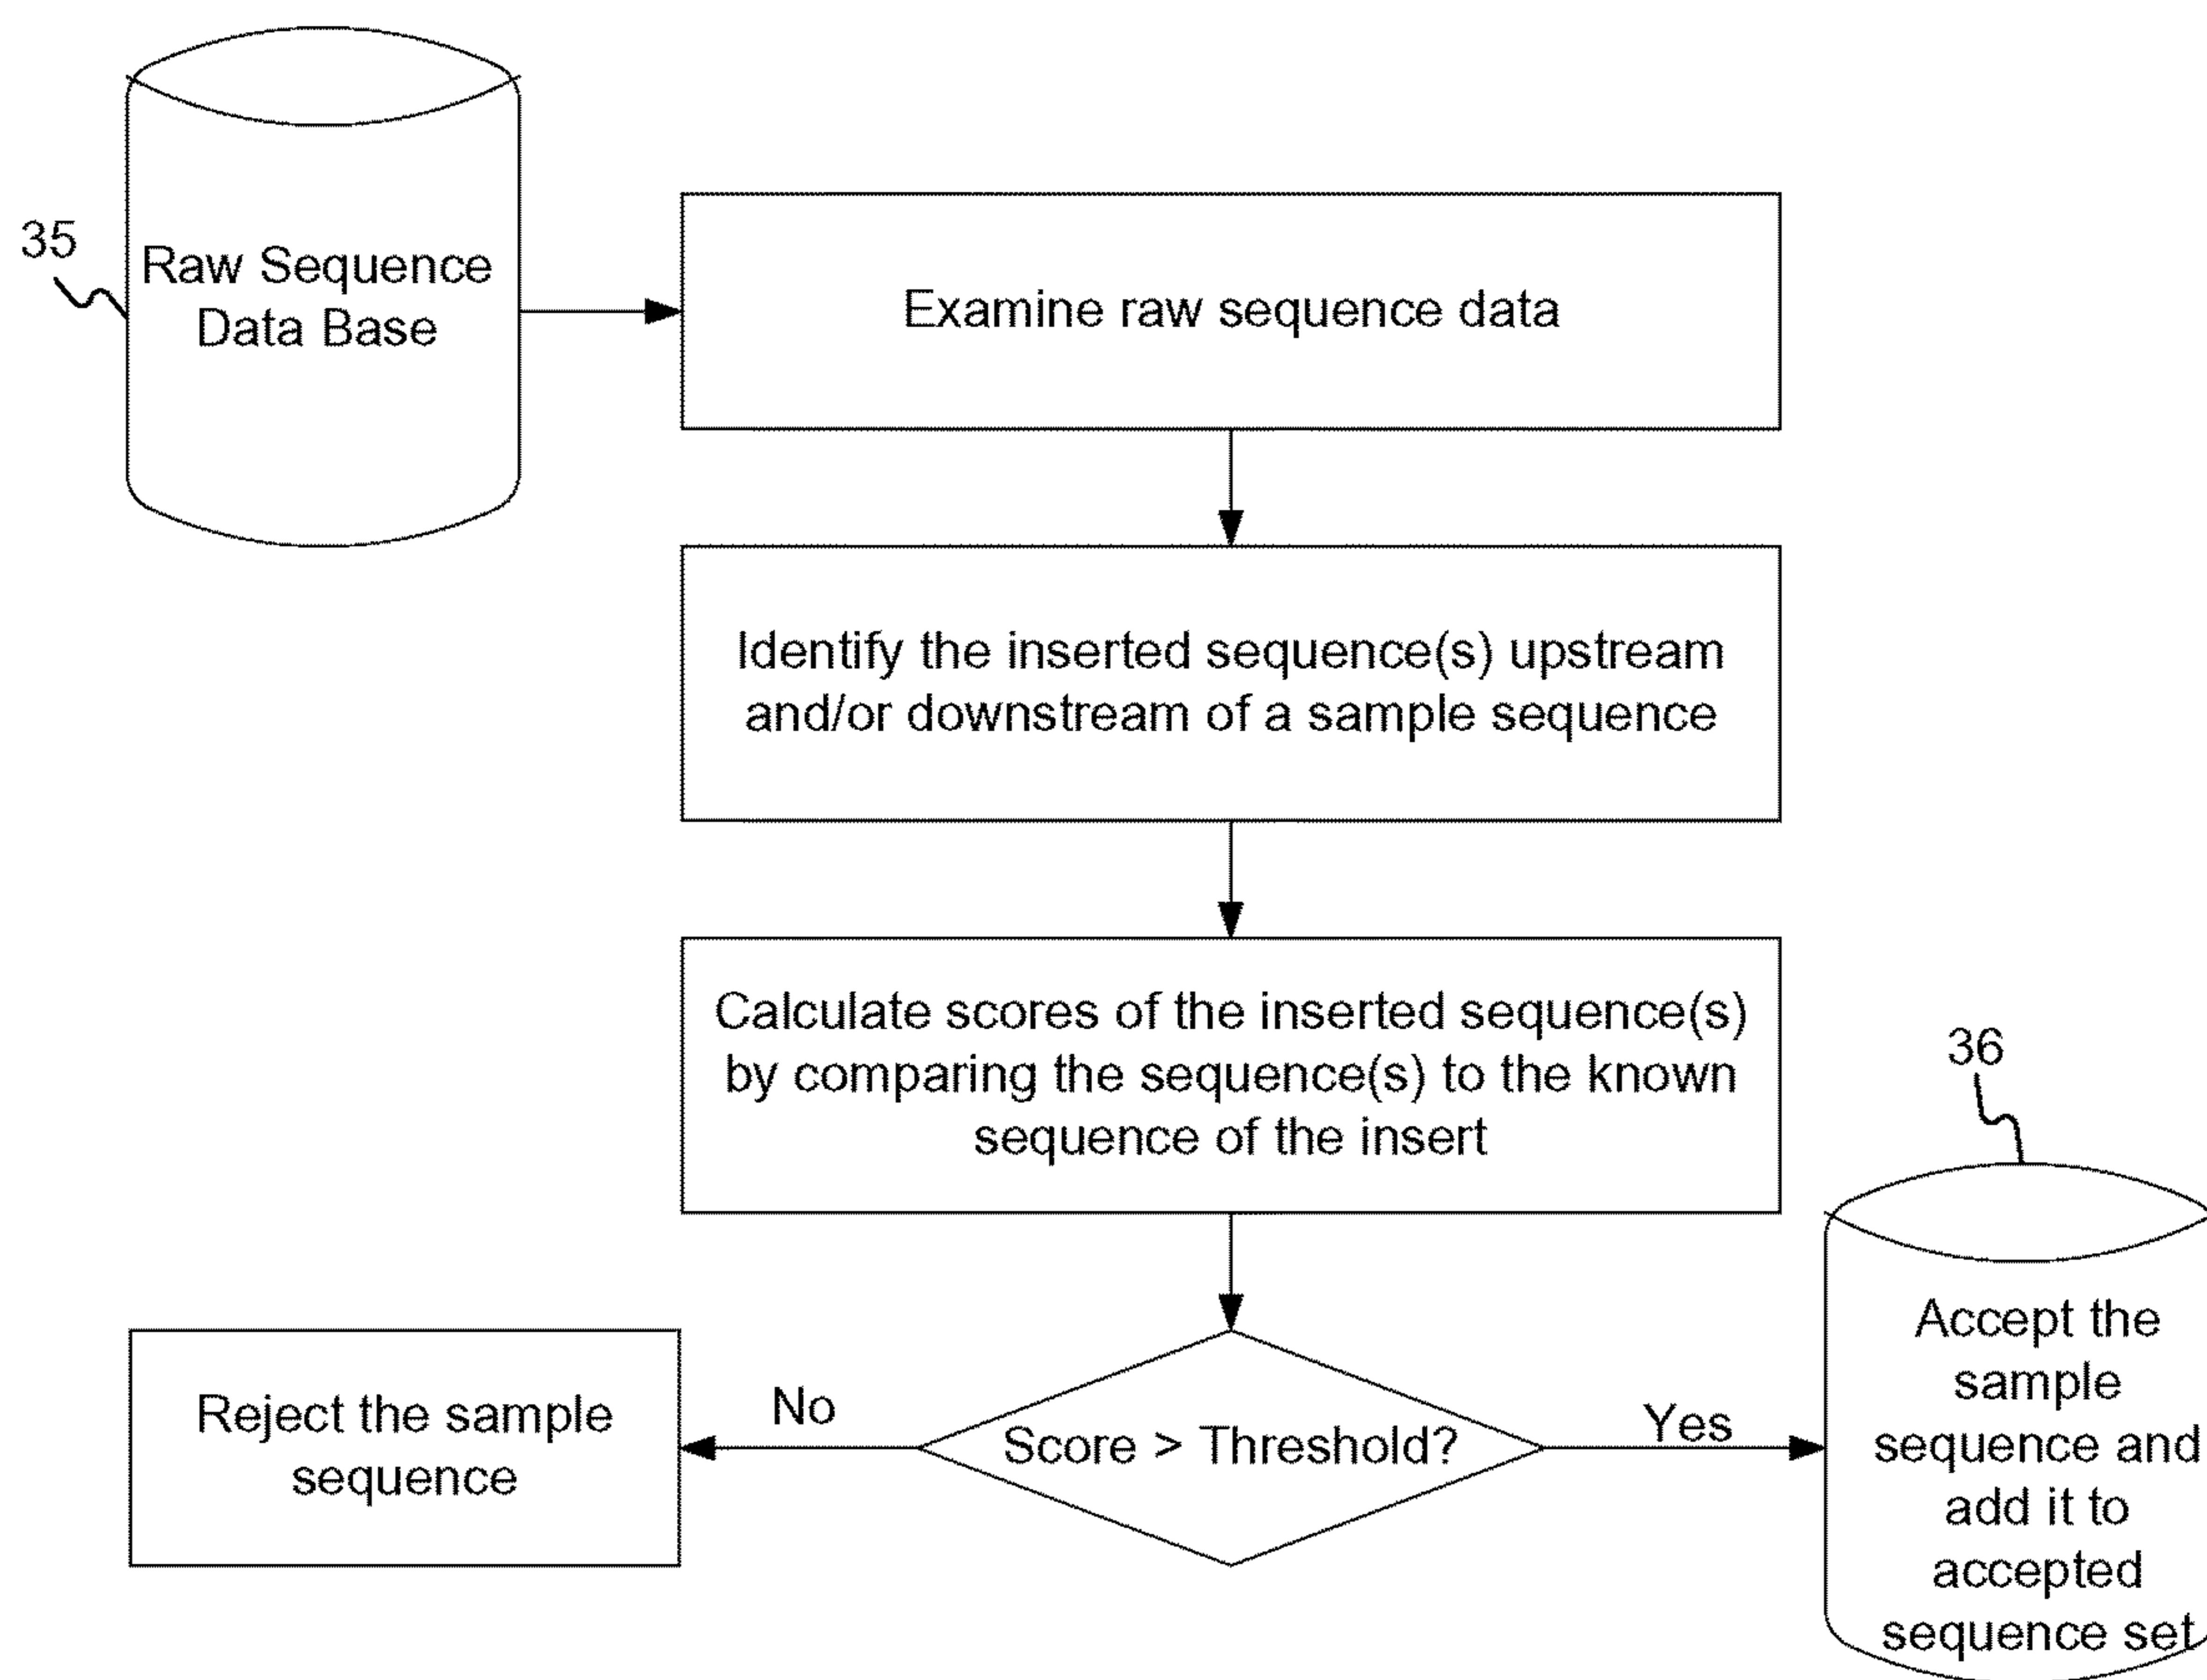 35
Raw Sequence
Data Base
Examine raw sequence data
Identify the inserted sequence(s) upstream
and/or downstream of a sample sequence
Calculate scores of the inserted sequence(s)
by comparing the sequence(s) to the known
sequence of the insert
36
Score > Threshold?
No
Yes
Reject the sample
sequence
Accept the
sample
sequence and
add it to
accepted
sequence set